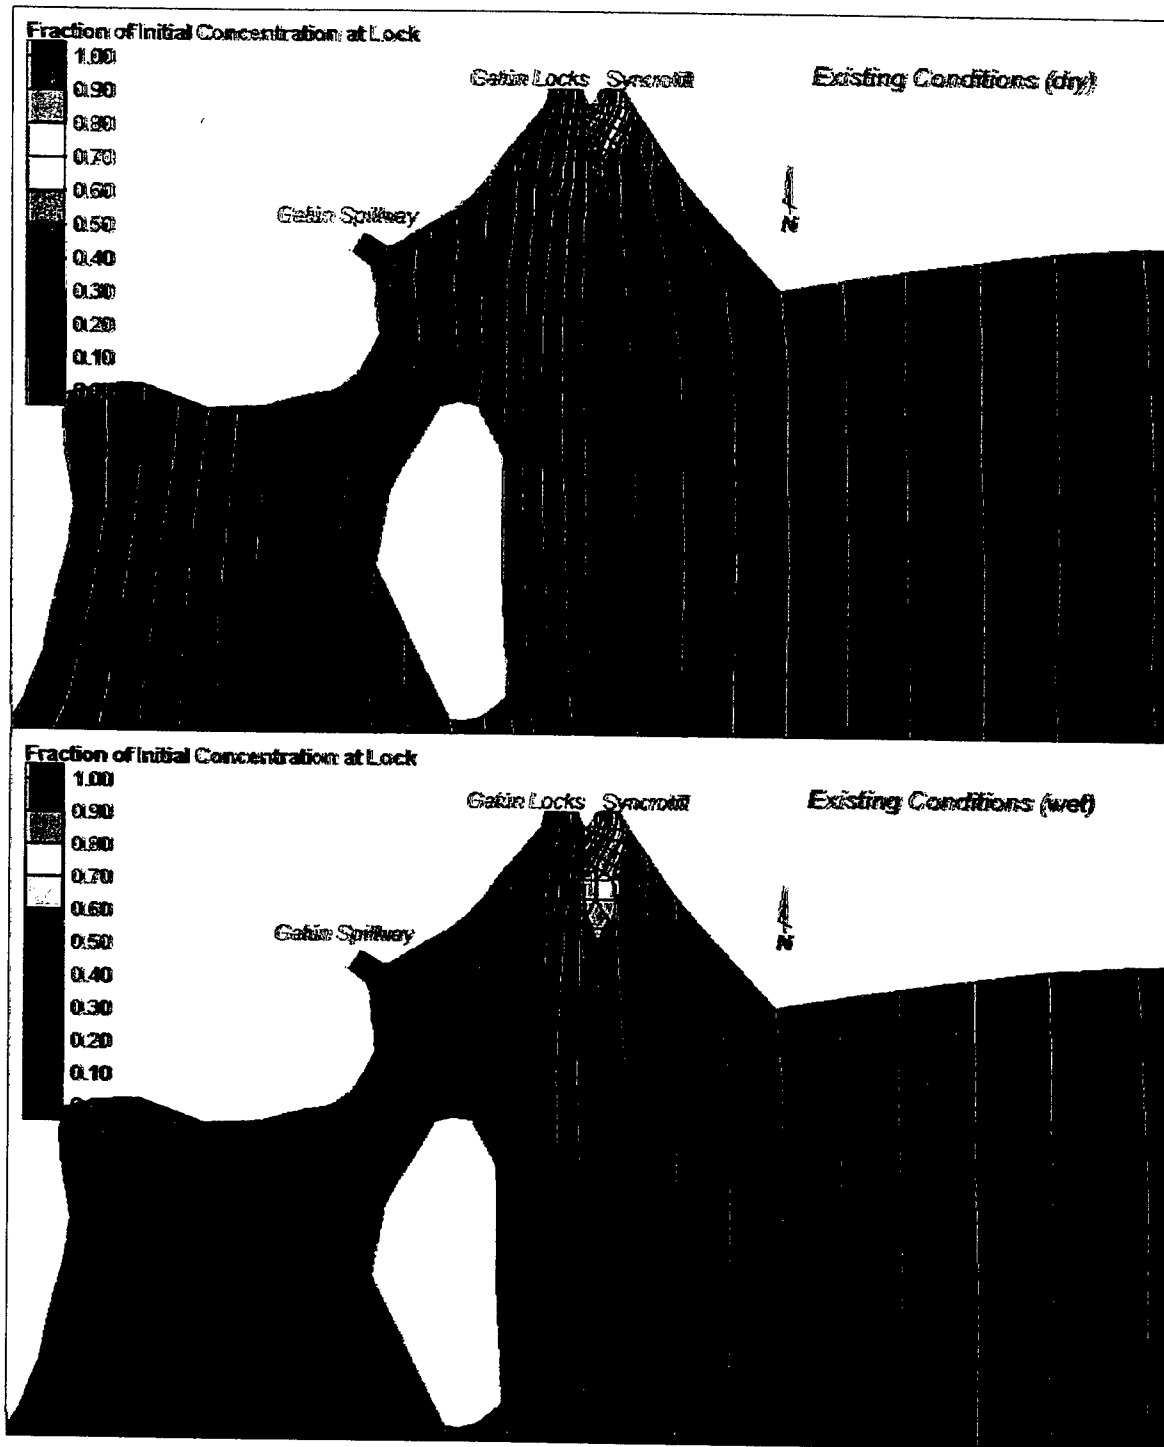 Fraction of Initial Concentration at Lock
1.00
0.90
0.80
0.70
0.60
0.50
0.40
0.30
0.20
0.10
Gatun Locks Syncrolift
Existing Conditions (dry)
Gatun Spillway
N
Fraction of Initial Concentration at Lock
1.00
0.90
0.80
0.70
0.60
0.50
0.40
0.30
0.20
0.10
Gatun Locks Syncrolift
Existing Conditions (wet)
Gatun Spillway
N